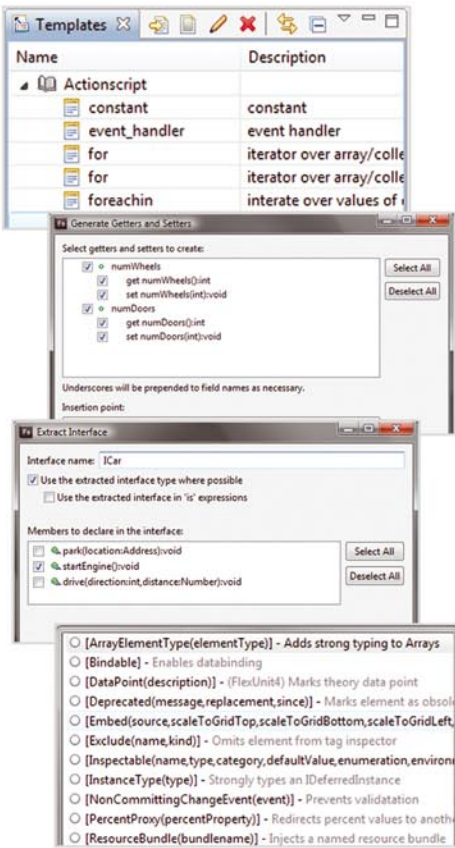 Templates
Name Description
Actionscript
constant constant
event_handler event handler
for iterator over array/colle
for iterator over array/colle
foreachin interate over values of
Generate Getters and Setters
Select getters and setters to create:
numWheels
get numWheels():int
set numWheels(int):void
numDoors
get numDoors():int
set numDoors(int):void
Select All
Deselect All
Underscores will be prepended to field names as necessary.
Insertion point:
Extract Interface
Interface name: ICar
Use the extracted interface type where possible
Use the extracted interface in 'is' expressions
Members to declare in the interface:
park(location:Address):void
startEngine():void
drive(direction:int,distance:Number):void
Select All
Deselect All
[ArrayElementType(elementType)] - Adds strong typing to Arrays
[Bindable] - Enables databinding
[DataPoint(description)] - (FlexUnit4) Marks theory data point
[Deprecated(message,replacement,since)] - Marks element as obsol
[Embed(source,scaleToGridTop,scaleToGridBottom,scaleToGridLeft,
[Exclude(name,kind)] - Omits element from tag inspector
[Inspectable(name,type,category,defaultValue,enumeration,environ
[InstanceType(type)] - Strongly types an IDeferredInstance
[NonCommittingChangeEvent(event)] - Prevents validatation
[PercentProxy(percentProperty)] - Redirects percent values to anoth
[ResourceBundle(bundlename)] - Injects a named resource bundle